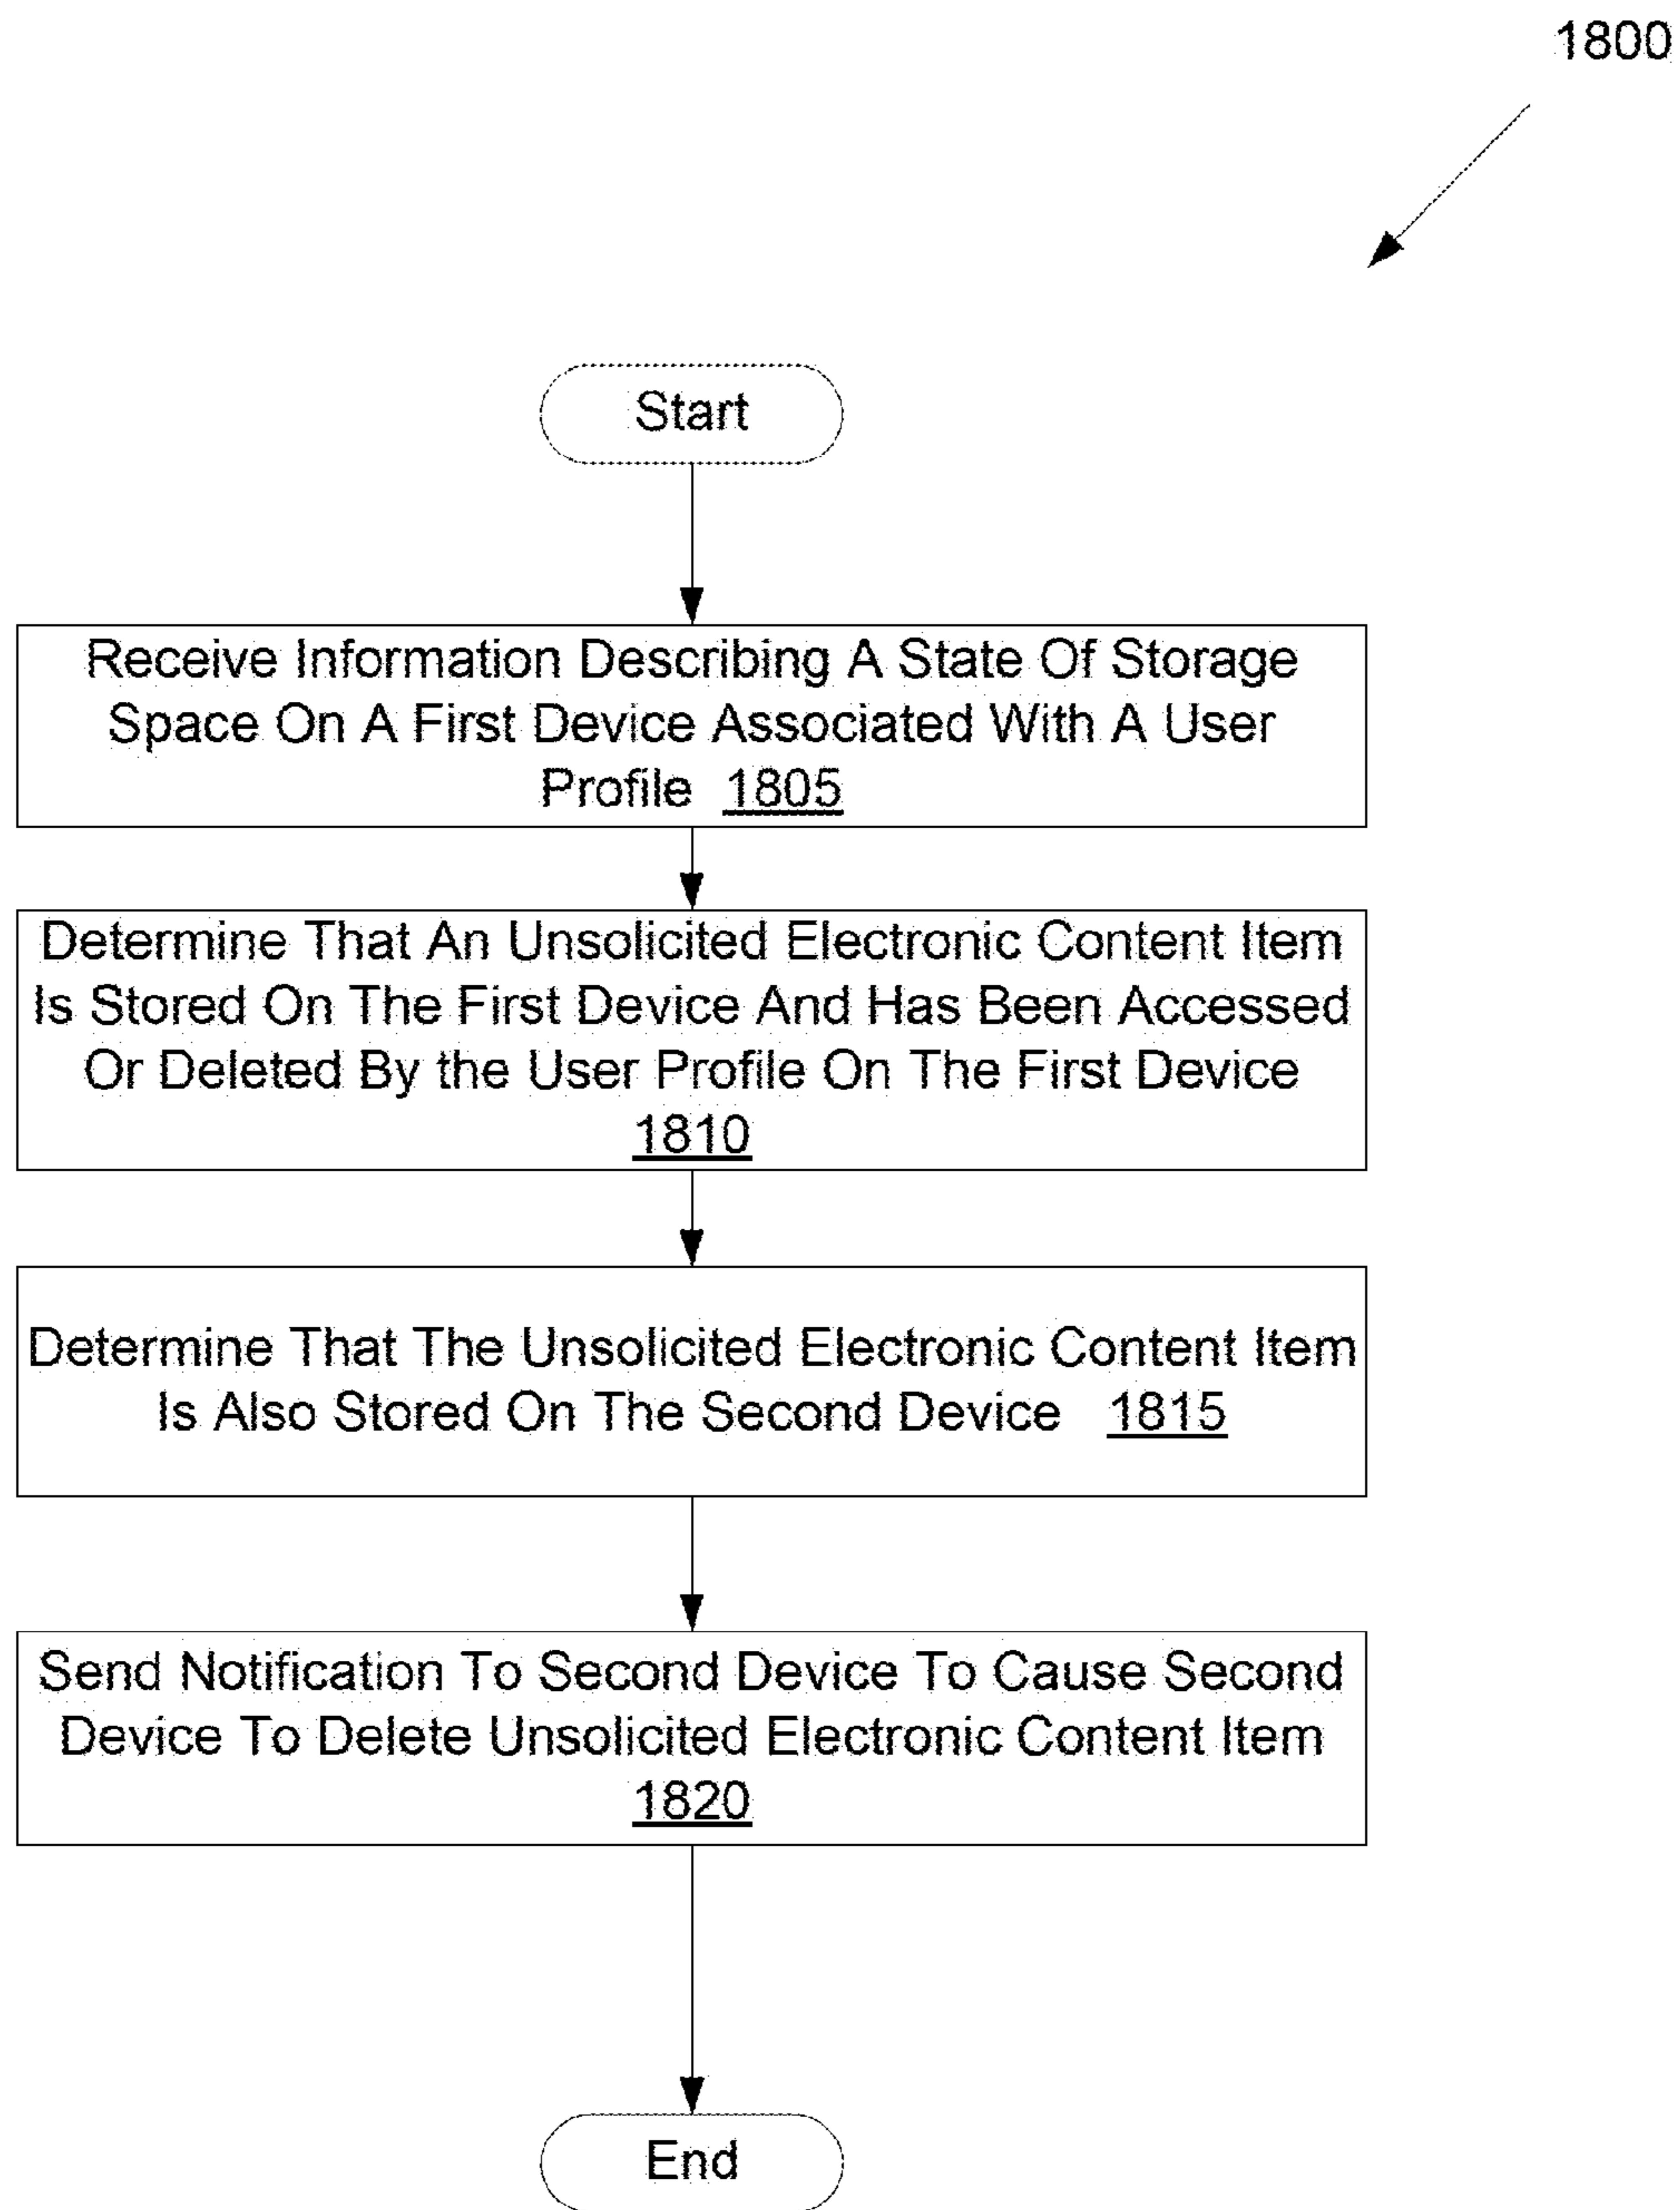 1800
Start
Receive Information Describing A State Of Storage
Space On A First Device Associated With A User
Profile 1805
Determine That An Unsolicited Electronic Content Item
Is Stored On The First Device And Has Been Accessed
Or Deleted By the User Profile On The First Device
1810
Determine That The Unsolicited Electronic Content Item
Is Also Stored On The Second Device 1815
Send Notification To Second Device To Cause Second
Device To Delete Unsolicited Electronic Content Item
1820
End